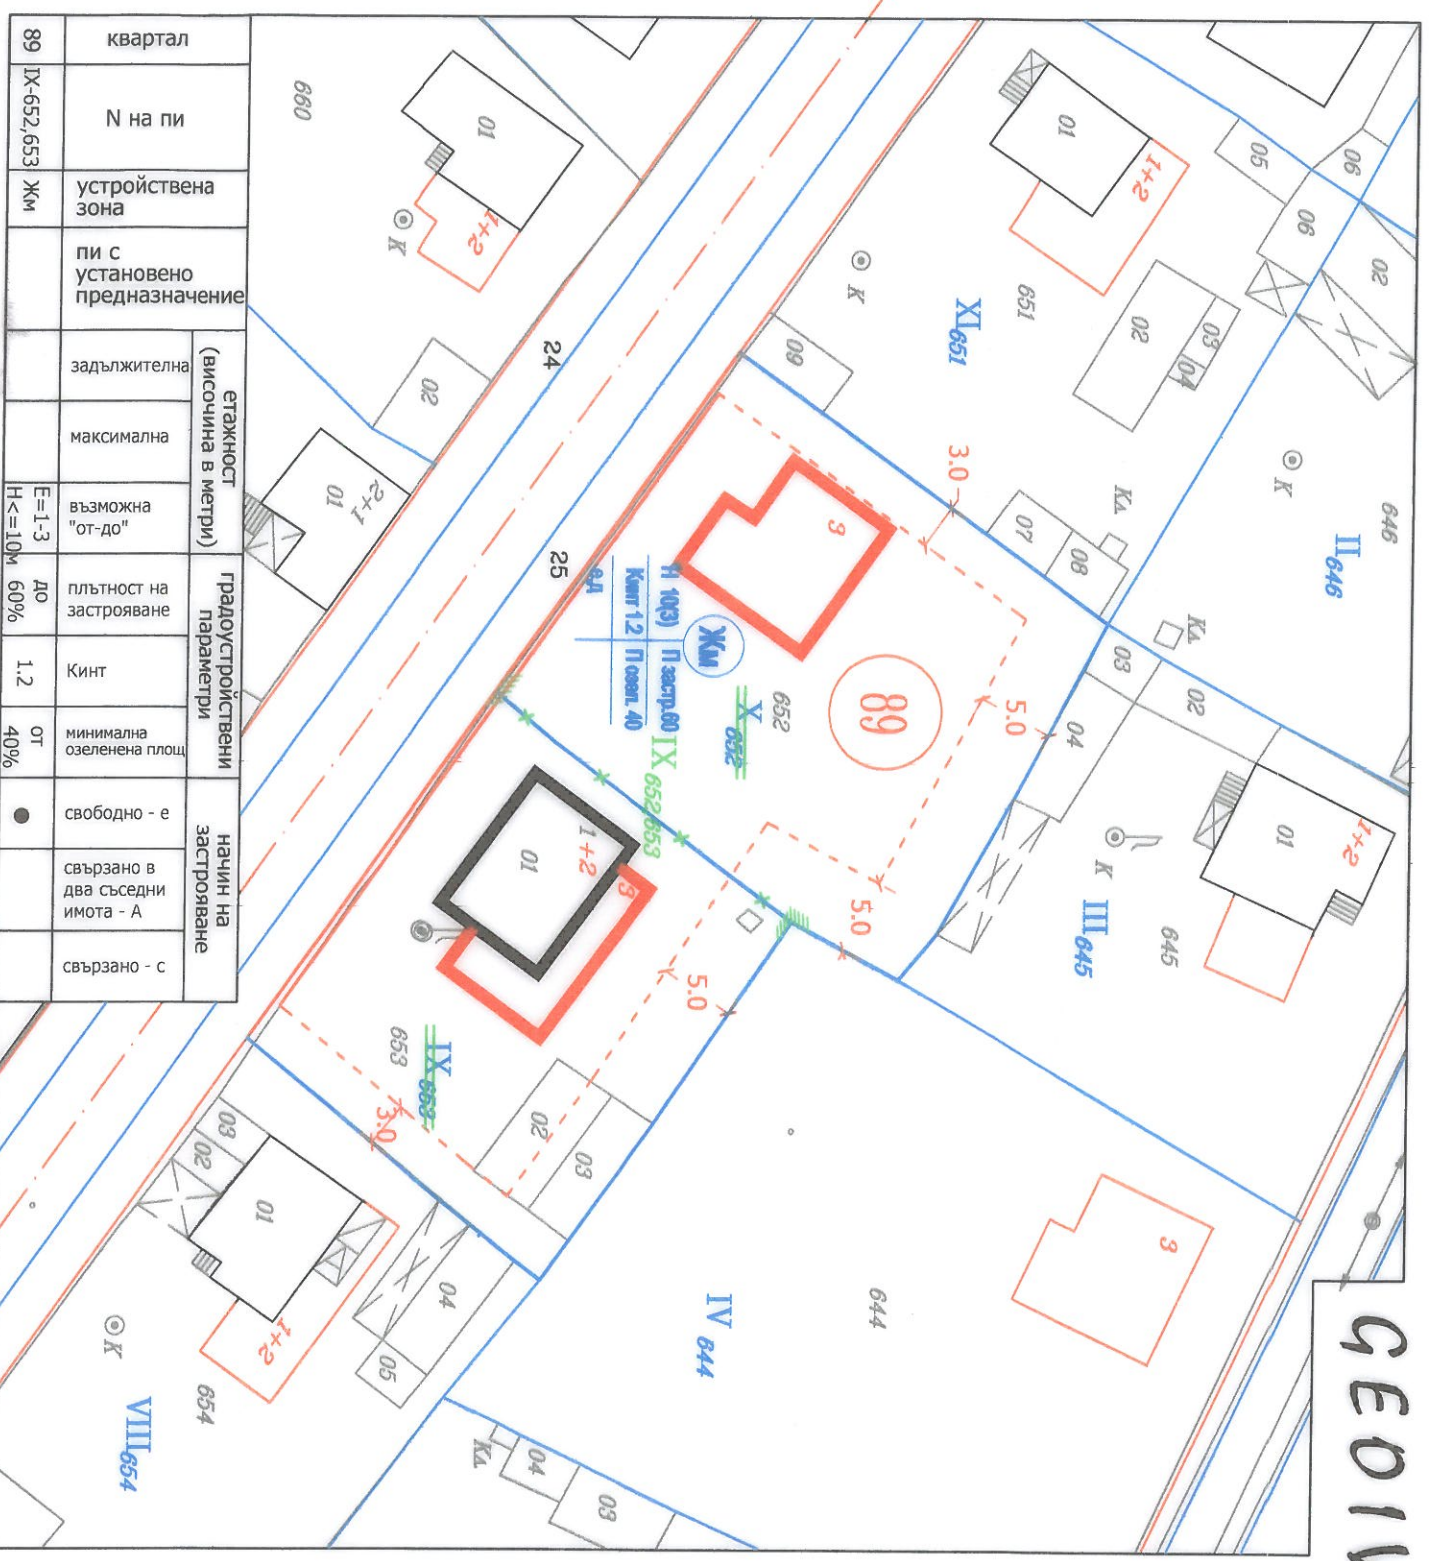 квартал
N на пи
устройствена
зона
пи с
установено
предназначение
етажност
(височина в метри)
задължителна
максимална
възможна
"от-до"
градоустройствени
параметри
плътност на
застрояване
Кинт
минимална
озеленена площ
начин на
застрояване
свободно - е
свързано в
два съседни
имота - А
свързано - с
89
IX-652,653
Жм
Е=1-3
Н<=10м
до
60%
1.2
от
40%
●
660
01
1+2
К
02
2+1
01
24
25
01
1+2
К
651
XI 651
05
06
06
02
02
03
04
09
3.0
07
08
Кл
К
646
II 646
Кл
03
02
04
3
89
5.0
652
X 652
Жм
Н 10(3) Пзастр.60
Кинт 1.2 Позел. 40
е,д
IX 652,653
01
1+2
3
5.0
5.0
01
1+2
К
III 645
645
653
IX 653
3.0
02
03
03
02
01
1+2
04
05
К
654
VIII 654
3
644
IV 644
Кл
04
03